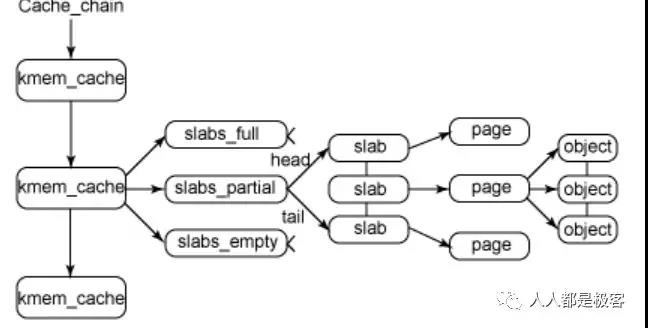 Cache_chain
kmem_cache
kmem_cache
kmem_cache
slabs_full
slabs_partial
slabs_empty
head
tail
slab
slab
slab
page
page
page
object
object
object
人人都是极客